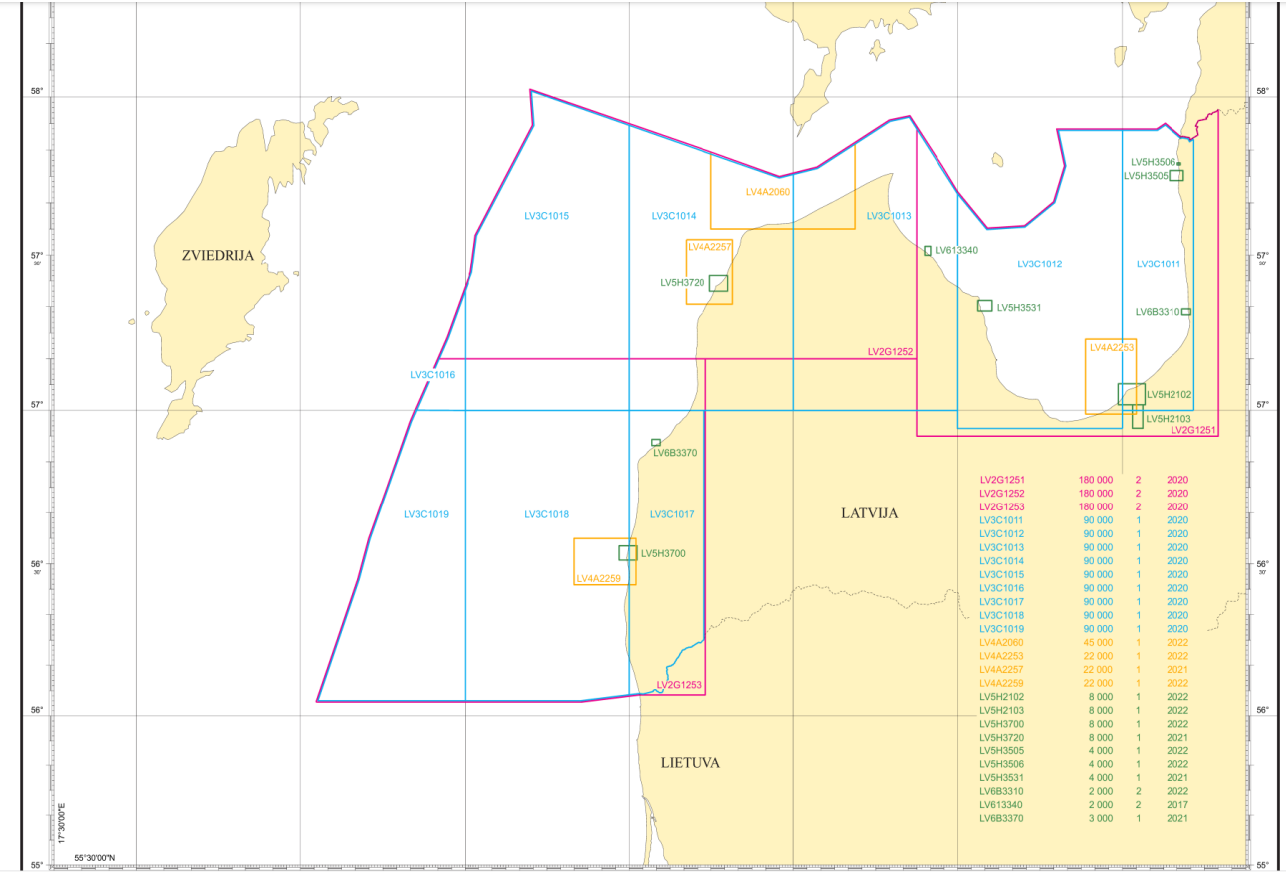 58°
58°
LV5H3506
LV5H3505
LV4A2060
LV3C1015
LV3C1014
LV3C1013
ZVIEDRIJA
57°
30'
LV4A2257
LV613340
LV3C1012
LV3C1011
57°
30'
LV5H3720
LV5H3531
LV6B3310
LV2G1252
LV4A2253
LV3C1016
LV5H2102
57°
57°
LV5H2103
LV2G1251
LV6B3370
LV3C1019
LV3C1018
LV3C1017
LATVIJA
LV5H3700
56°
30'
56°
30'
LV4A2259
LV2G1251 180 000 2 2020
LV2G1252 180 000 2 2020
LV2G1253 180 000 2 2020
LV3C1011 90 000 1 2020
LV3C1012 90 000 1 2020
LV3C1013 90 000 1 2020
LV3C1014 90 000 1 2020
LV3C1015 90 000 1 2020
LV3C1016 90 000 1 2020
LV3C1017 90 000 1 2020
LV3C1018 90 000 1 2020
LV3C1019 90 000 1 2020
LV4A2060 45 000 1 2022
LV4A2253 22 000 1 2022
LV4A2257 22 000 1 2021
LV4A2259 22 000 1 2022
LV5H2102 8 000 1 2022
LV5H2103 8 000 1 2022
LV5H3700 8 000 1 2022
LV5H3720 8 000 1 2021
LV5H3505 4 000 1 2022
LV5H3506 4 000 1 2022
LV5H3531 4 000 1 2021
LV6B3310 2 000 2 2022
LV613340 2 000 2 2017
LV6B3370 3 000 1 2021
LV2G1253
56°
56°
LIETUVA
17°30'00"E
55°30'00"N
55°
55°